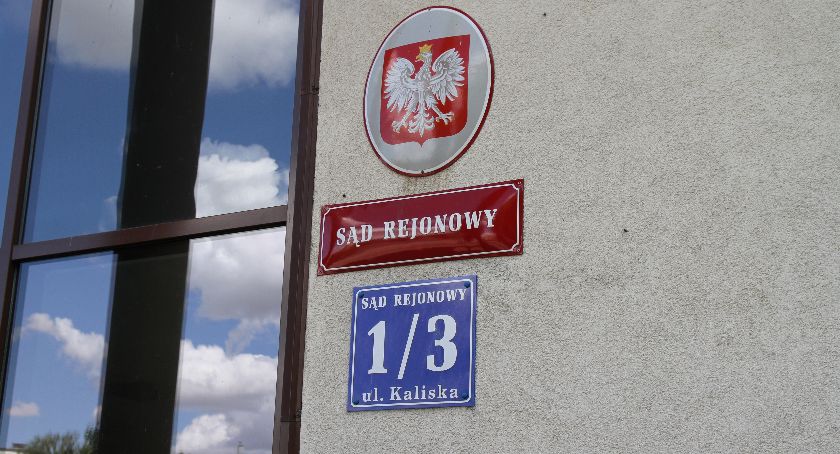 SĄD REJONOWY
SĄD REJONOWY
1/3
ul. Kaliska